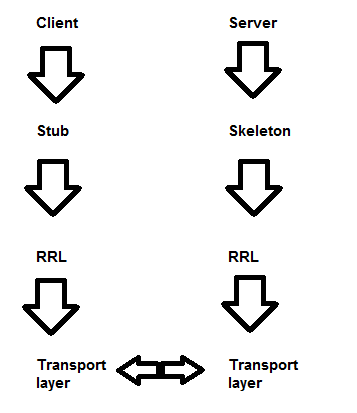 Client
Server
Stub
Skeleton
RRL
RRL
Transport
layer
Transport
layer